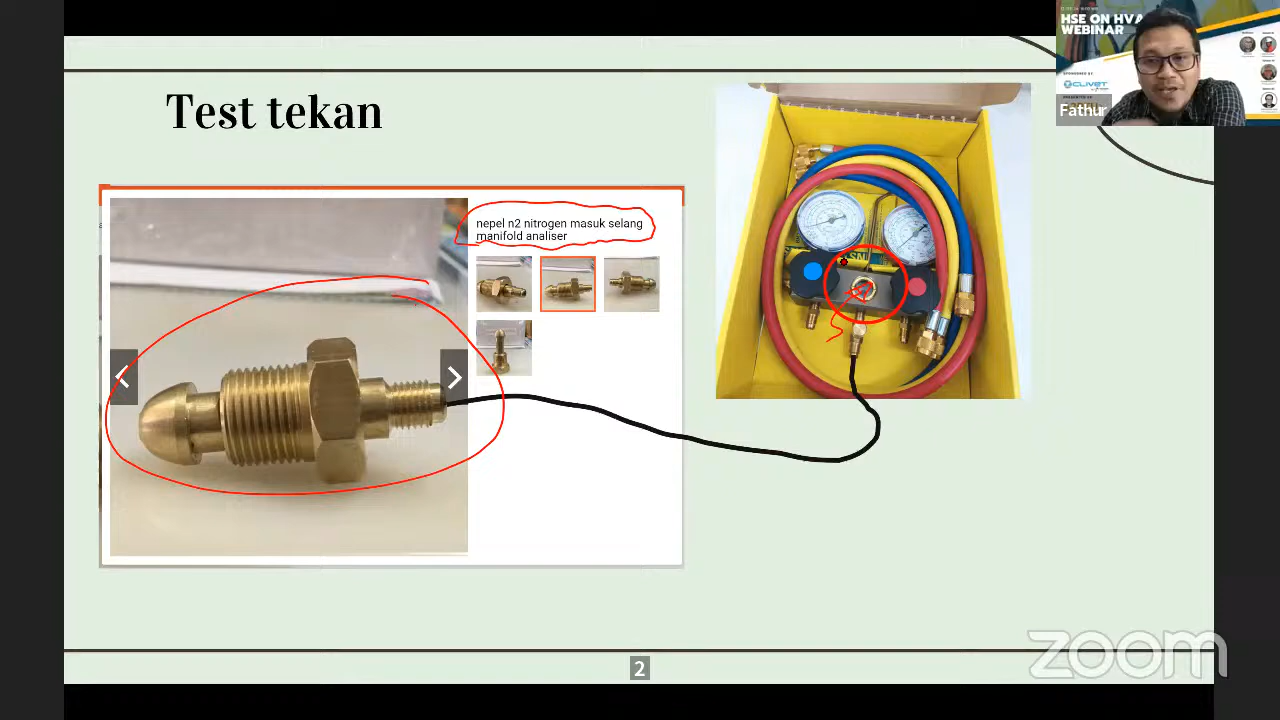 HSE ON HVA
WEBINAR
CLIVET
Fathur
Test tekan
nepel n2 nitrogen masuk selang
manifold analiser
zoom
2